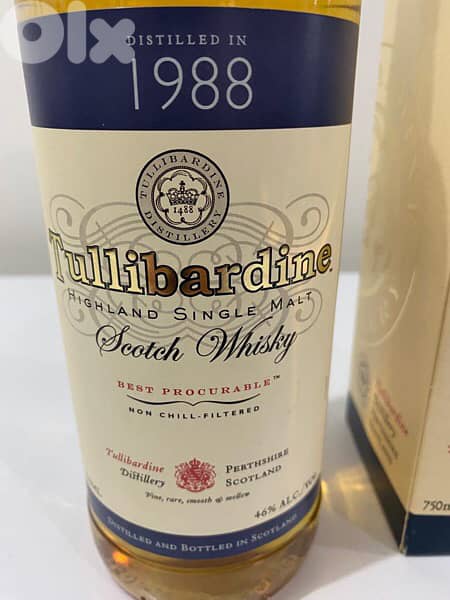 olx
DISTILLED IN
1988
TULLIBARDINE
DISTILLERY
1488
Tullibardine
HIGHLAND SINGLE MALT
Scotch Whisky
BEST PROCURABLE™
NON CHILL-FILTERED
Tullibardine
Distillery
PERTHSHIRE
SCOTLAND
Fine, rare, smooth & mellow
46% ALC./VOL.
DISTILLED AND BOTTLED IN SCOTLAND
750m